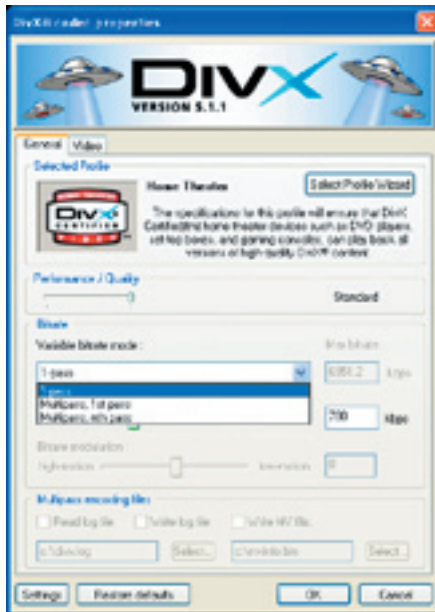 DivX® codec properties
DIVX
VERSION 5.1.1
General Video
Selected Profile
Home Theater
Select Profile Wizard
DIVX
CERTIFIED
The specifications for this profile will ensure that DivX
Certified home theater devices such as DVD players,
set top boxes, and gaming consoles, can play back all
versions of high-quality DivX® content
Performance / Quality
Standard
Bitrate
Variable bitrate mode :
Max bitrate
1-pass
kbps
1-pass
Multipass, 1st pass
Multipass, nth pass
780 kbps
Bitrate modulation :
high-motion
low-motion
0
Multipass encoding files
Read log file
Write log file
Write MV file
c:\divx.log
Select...
Select...
Settings
Restore defaults
OK
Cancel